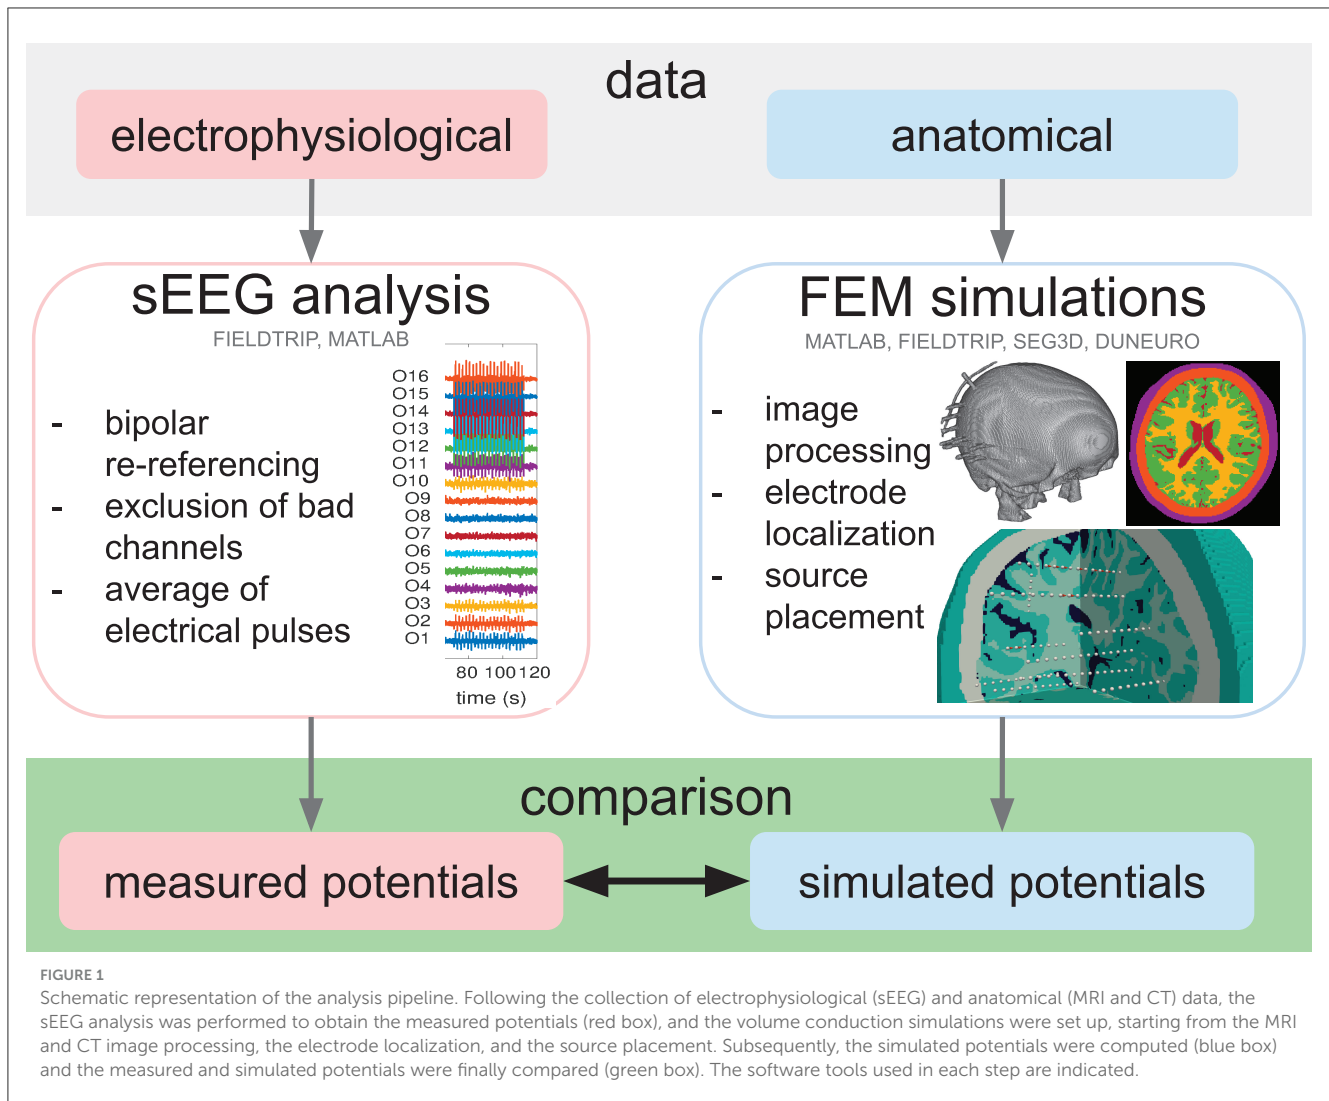 data
electrophysiological
anatomical
sEEG analysis
FIELDTRIP, MATLAB
- bipolar
re-referencing
- exclusion of bad
channels
- average of
electrical pulses
O16
O15
O14
O13
O12
O11
O10
O9
O8
O7
O6
O5
O4
O3
O2
O1
80 100 120
time (s)
FEM simulations
MATLAB, FIELDTRIP, SEG3D, DUNEURO
- image
processing
- electrode
localization
- source
placement
comparison
measured potentials
simulated potentials
FIGURE 1
Schematic representation of the analysis pipeline. Following the collection of electrophysiological (sEEG) and anatomical (MRI and CT) data, the
sEEG analysis was performed to obtain the measured potentials (red box), and the volume conduction simulations were set up, starting from the MRI
and CT image processing, the electrode localization, and the source placement. Subsequently, the simulated potentials were computed (blue box)
and the measured and simulated potentials were finally compared (green box). The software tools used in each step are indicated.